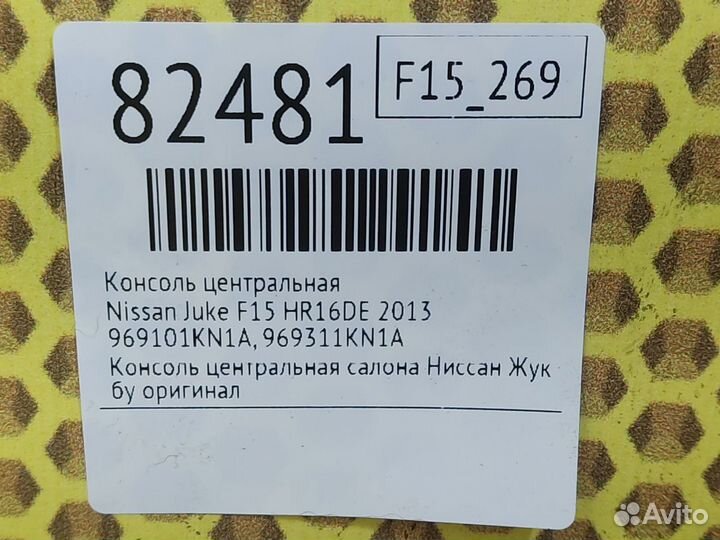 82481
F15_269
Консоль центральная
Nissan Juke F15 HR16DE 2013
969101KN1A, 969311KN1A
Консоль центральная салона Ниссан Жук
бу оригинал
Avito